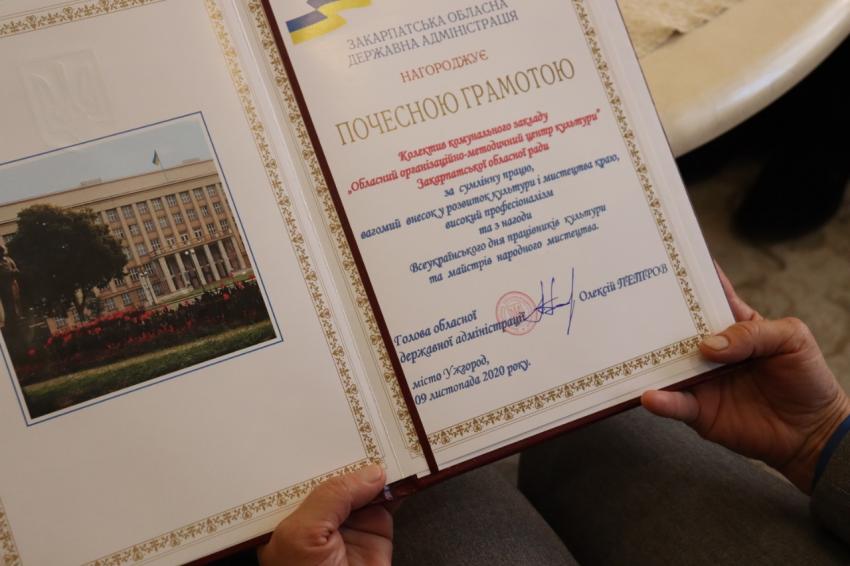 ЗАКАРПАТСЬКА ОБЛАСНА
ДЕРЖАВНА АДМІНІСТРАЦІЯ
НАГОРОДЖУЄ
ПОЧЕСНОЮ ГРАМОТОЮ
Колектив комунального закладу
„Обласний організаційно-методичний центр культури"
Закарпатської обласної ради
за сумлінну працю,
вагомий внесок у розвиток культури і мистецтва краю,
високий професіоналізм
та з нагоди
Всеукраїнського дня працівників культури
та майстрів народного мистецтва.
Голова обласної
державної адміністрації
Олексій ПЕТРОВ
місто Ужгород,
09 листопада 2020 року.